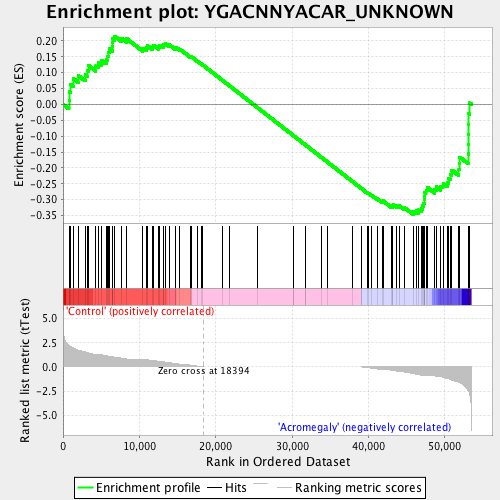 Enrichment plot: YGACNNYACAR_UNKNOWN
Enrichment score (ES)
0.20
0.15
0.10
0.05
0.00
-0.05
-0.10
-0.15
-0.20
-0.25
-0.30
-0.35
Ranked list metric (tTest)
'Control' (positively correlated)
5.0
2.5
0.0
-2.5
-5.0
Zero cross at 18394
'Acromegaly' (negatively correlated)
0
10,000
20,000
30,000
40,000
50,000
Rank in Ordered Dataset
Enrichment profile
Hits
Ranking metric scores